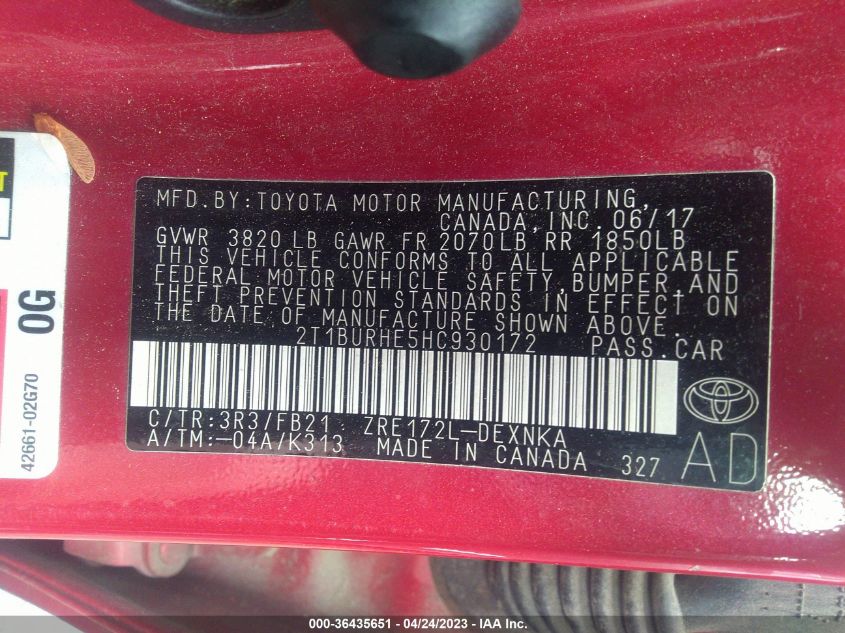 MFD.BY:TOYOTA MOTOR MANUFACTURING,
CANADA,INC. 06/17
GVWR 3820 LB GAWR FR 2070LB RR 1850LB
THIS VEHICLE CONFORMS TO ALL APPLICABLE
FEDERAL MOTOR VEHICLE SAFETY,BUMPER,AND
THEFT PREVENTION STANDARDS IN EFFECT ON
THE DATE OF MANUFACTURE SHOWN ABOVE.
2T1BURHE5HC930172 PASS.CAR
C/TR:3R3/FB21 ZRE172L-DEXNKA
A/TM:-04A/K313 MADE IN CANADA 327
AD
0G
42661-02G70
000-36435651 / 04/24/2023 - IAA Inc.